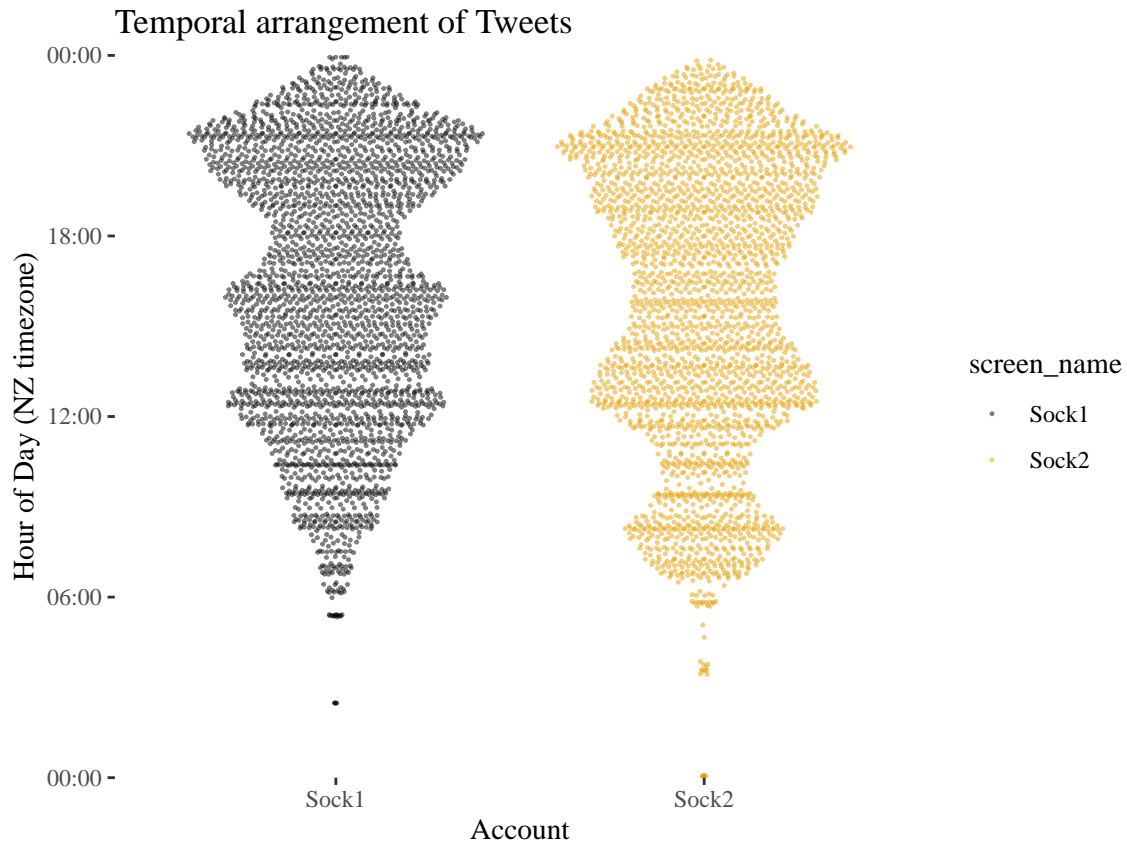 Temporal arrangement of Tweets
00:00
18:00
12:00
06:00
00:00
Hour of Day (NZ timezone)
Sock1
Sock2
Account
screen_name
Sock1
Sock2